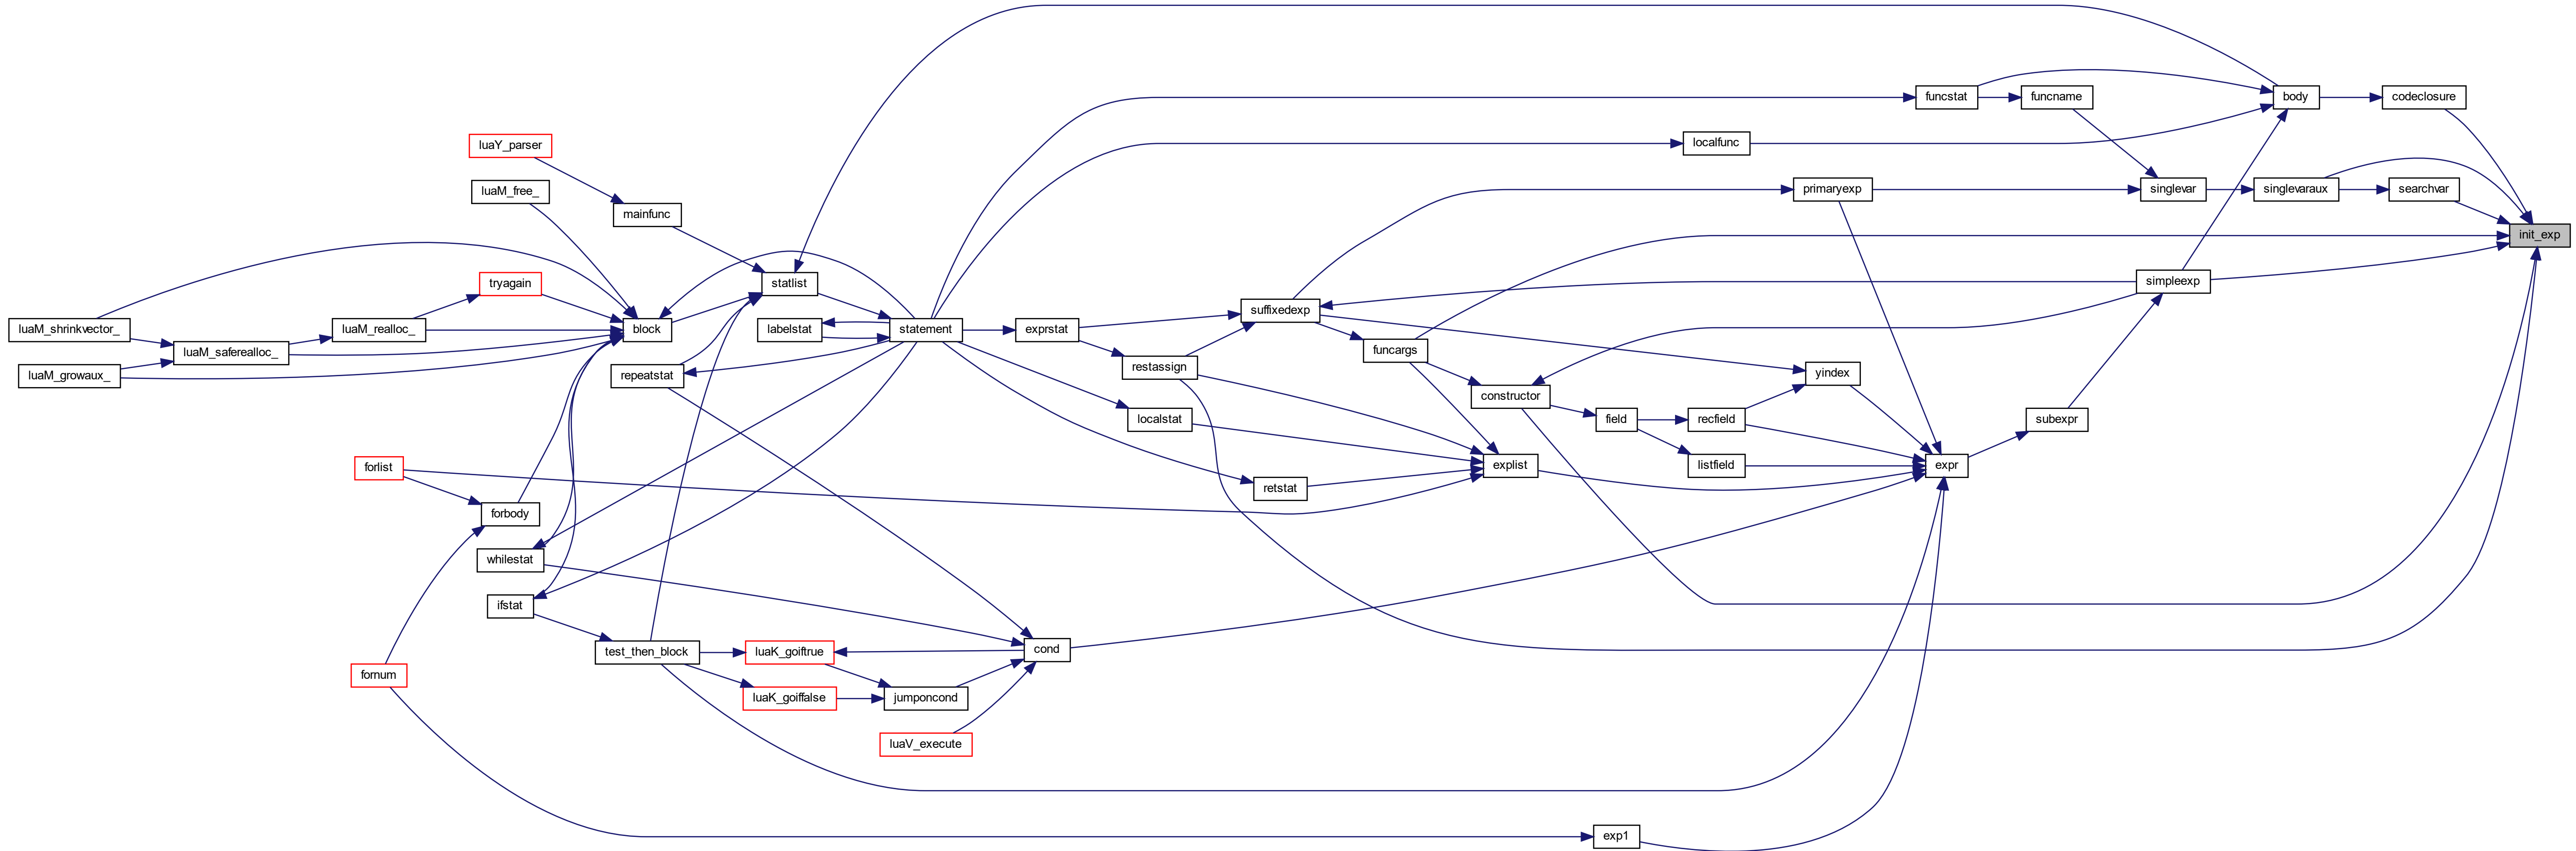 body
codeclosure
funcstat
funcname
luaY_parser
localfunc
luaM_free_
primaryexp
singlevar
singlevaraux
searchvar
mainfunc
init_exp
tryagain
statlist
simpleexp
suffixedexp
luaM_shrinkvector_
luaM_realloc_
block
labelstat
statement
exprstat
luaM_saferealloc_
funcargs
restassign
luaM_growaux_
repeatstat
yindex
constructor
localstat
field
recfield
subexpr
forlist
explist
listfield
expr
retstat
forbody
whilestat
ifstat
test_then_block
luaK_goiftrue
cond
fornum
luaK_goiffalse
jumponcond
luaV_execute
exp1